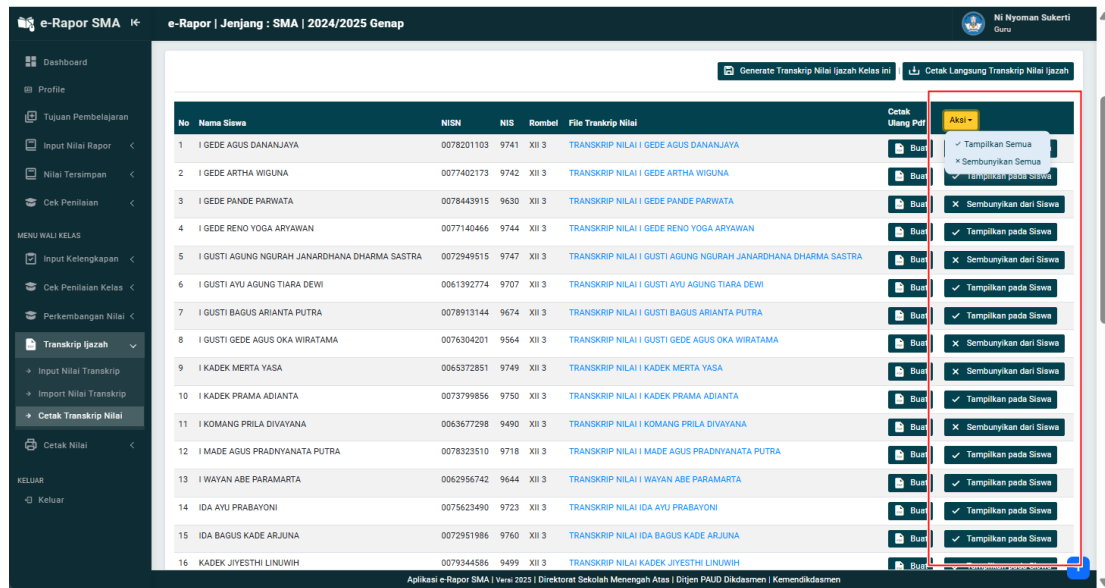 e-Rapor SMA
e-Rapor | Jenjang : SMA | 2024/2025 Genap
Ni Nyoman Sukerti
Guru
Dashboard
Profile
Tujuan Pembelajaran
Input Nilai Rapor
Nilai Tersimpan
Cek Penilaian
MENU WALI KELAS
Input Kelengkapan
Cek Penilaian Kelas
Perkembangan Nilai
Transkrip Ijazah
Input Nilai Transkrip
Import Nilai Transkrip
Cetak Transkrip Nilai
Cetak Nilai
KELUAR
Keluar
Generate Transkrip Nilai Ijazah Kelas ini | Cetak Langsung Transkrip Nilai Ijazah
No Nama Siswa NISN NIS Rombel File Trankrip Nilai Cetak Ulang Pdf Aksi
Tampilkan Semua
Sembunyikan Semua
1 I GEDE AGUS DANANJAYA 0078201103 9741 XII 3 TRANSKRIP NILAI I GEDE AGUS DANANJAYA Buat
2 I GEDE ARTHA WIGUNA 0077402173 9742 XII 3 TRANSKRIP NILAI I GEDE ARTHA WIGUNA Buat Tampilkan pada Siswa
3 I GEDE PANDE PARWATA 0078443915 9630 XII 3 TRANSKRIP NILAI I GEDE PANDE PARWATA Buat Sembunyikan dari Siswa
4 I GEDE RENO YOGA ARYAWAN 0077140466 9744 XII 3 TRANSKRIP NILAI I GEDE RENO YOGA ARYAWAN Buat Tampilkan pada Siswa
5 I GUSTI AGUNG NGURAH JANARDHANA DHARMA SASTRA 0072949515 9747 XII 3 TRANSKRIP NILAI I GUSTI AGUNG NGURAH JANARDHANA DHARMA SASTRA Buat Sembunyikan dari Siswa
6 I GUSTI AYU AGUNG TIARA DEWI 0061392774 9707 XII 3 TRANSKRIP NILAI I GUSTI AYU AGUNG TIARA DEWI Buat Tampilkan pada Siswa
7 I GUSTI BAGUS ARIANTA PUTRA 0078913144 9674 XII 3 TRANSKRIP NILAI I GUSTI BAGUS ARIANTA PUTRA Buat Tampilkan pada Siswa
8 I GUSTI GEDE AGUS OKA WIRATAMA 0076304201 9564 XII 3 TRANSKRIP NILAI I GUSTI GEDE AGUS OKA WIRATAMA Buat Sembunyikan dari Siswa
9 I KADEK MERTA YASA 0065372851 9749 XII 3 TRANSKRIP NILAI I KADEK MERTA YASA Buat Sembunyikan dari Siswa
10 I KADEK PRAMA ADIANTA 0073799856 9750 XII 3 TRANSKRIP NILAI I KADEK PRAMA ADIANTA Buat Tampilkan pada Siswa
11 I KOMANG PRILA DIVAYANA 0063677298 9490 XII 3 TRANSKRIP NILAI I KOMANG PRILA DIVAYANA Buat Sembunyikan dari Siswa
12 I MADE AGUS PRADNYANATA PUTRA 0078323510 9718 XII 3 TRANSKRIP NILAI I MADE AGUS PRADNYANATA PUTRA Buat Tampilkan pada Siswa
13 I WAYAN ABE PARAMARTA 0062956742 9644 XII 3 TRANSKRIP NILAI I WAYAN ABE PARAMARTA Buat Tampilkan pada Siswa
14 IDA AYU PRABAYONI 0075623490 9723 XII 3 TRANSKRIP NILAI IDA AYU PRABAYONI Buat Tampilkan pada Siswa
15 IDA BAGUS KADE ARJUNA 0072951986 9760 XII 3 TRANSKRIP NILAI IDA BAGUS KADE ARJUNA Buat Tampilkan pada Siswa
16 KADEK JIYESTHI LINUWIH 0079344586 9499 XII 3 TRANSKRIP NILAI KADEK JIYESTHI LINUWIH Buat
Aplikasi e-Rapor SMA | Versi 2025 | Direktorat Sekolah Menengah Atas | Ditjen PAUD Dikdasmen | Kemendikdasmen